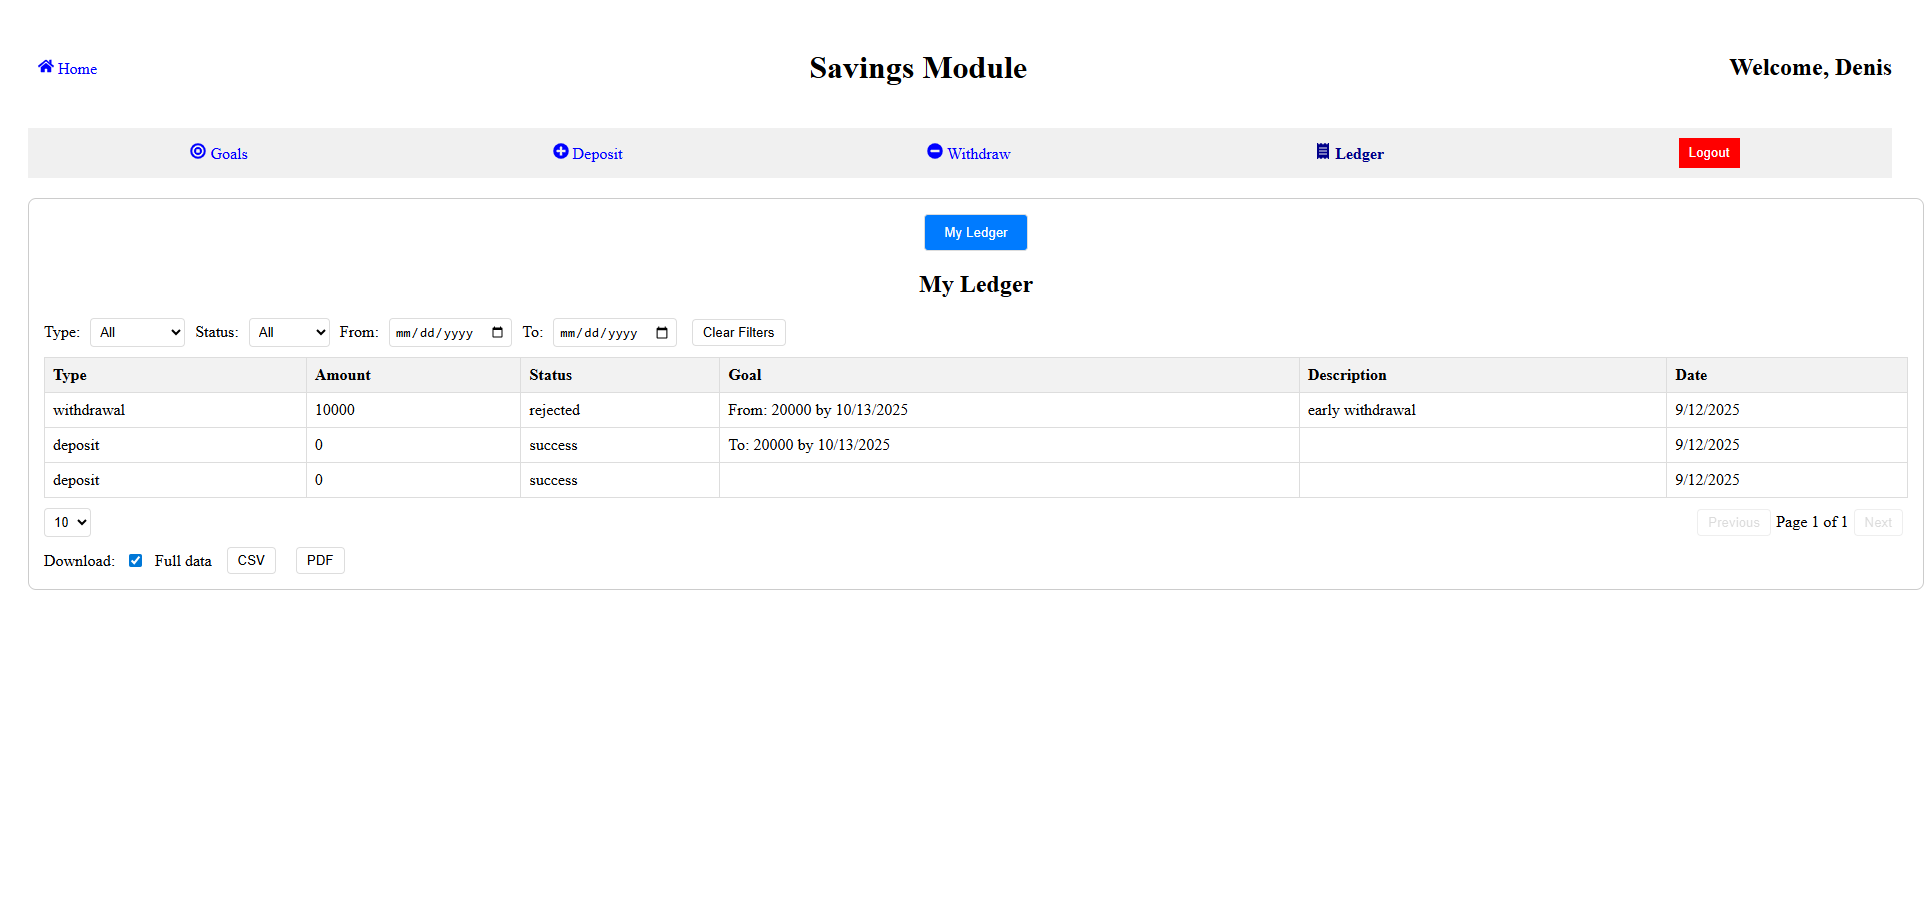 Home
Savings Module
Welcome, Denis
Goals
Deposit
Withdraw
Ledger
Logout
My Ledger
My Ledger
Type: All Status: All From: mm/dd/yyyy To: mm/dd/yyyy Clear Filters
Type Amount Status Goal Description Date
withdrawal 10000 rejected From: 20000 by 10/13/2025 early withdrawal 9/12/2025
deposit 0 success To: 20000 by 10/13/2025 9/12/2025
deposit 0 success 9/12/2025
10 Previous Page 1 of 1 Next
Download: Full data CSV PDF